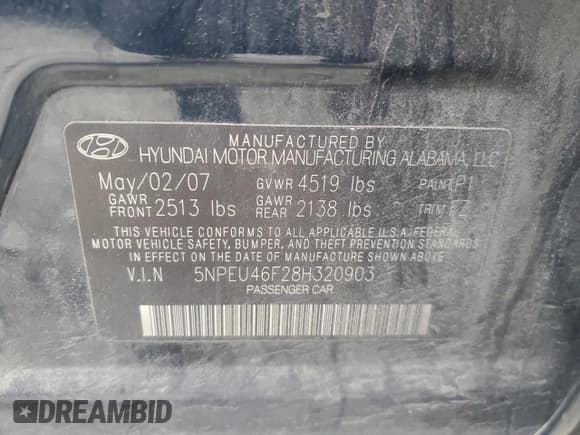 MANUFACTURED BY
HYUNDAI MOTOR MANUFACTURING ALABAMA, LLC
May/02/07 GVWR 4519 lbs PAINT P1
GAWR FRONT 2513 lbs GAWR REAR 2138 lbs TRIM FZ
THIS VEHICLE CONFORMS TO ALL APPLICABLE U.S.A. FEDERAL
MOTOR VEHICLE SAFETY, BUMPER, AND THEFT PREVENTION STANDARDS
IN EFFECT ON THE DATE OF MANUFACTURE SHOWN ABOVE.
V.I.N 5NPEU46F28H320903
PASSENGER CAR
DREAMBID